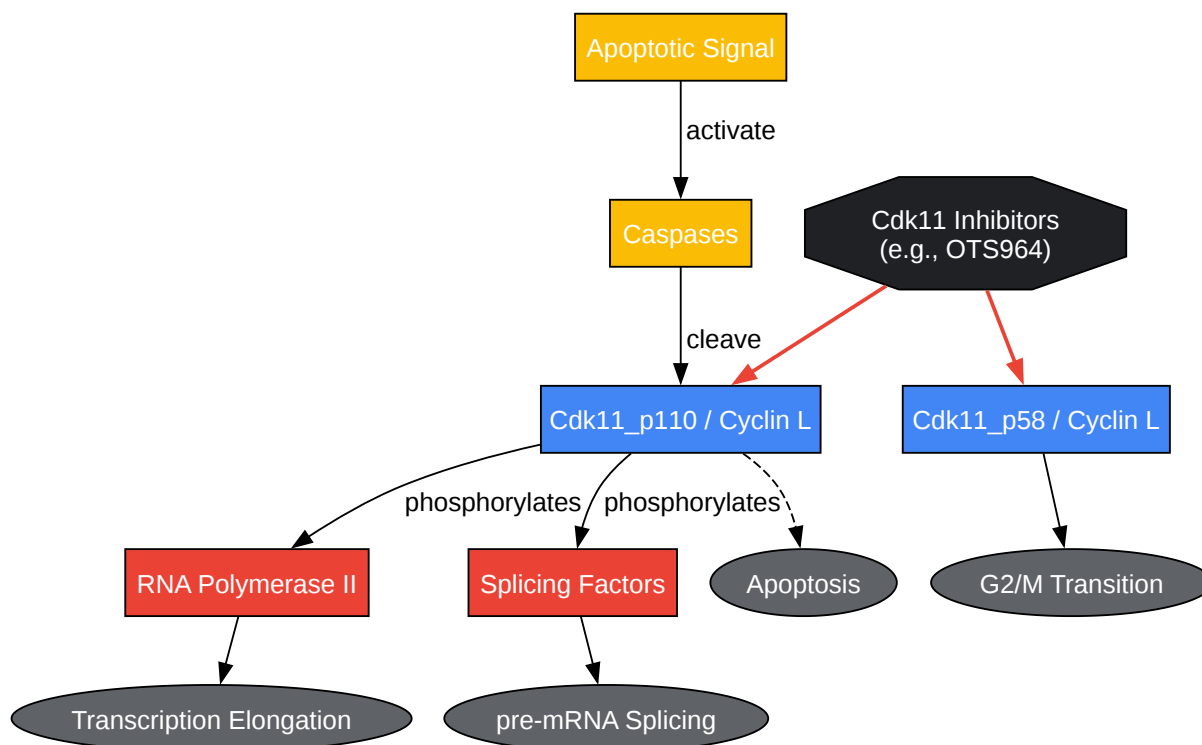 Apoptotic Signal
activate
Caspases
Cdk11 Inhibitors
(e.g., OTS964)
cleave
Cdk11_p110 / Cyclin L
Cdk11_p58 / Cyclin L
phosphorylates
phosphorylates
RNA Polymerase II
Splicing Factors
Apoptosis
G2/M Transition
Transcription Elongation
pre-mRNA Splicing